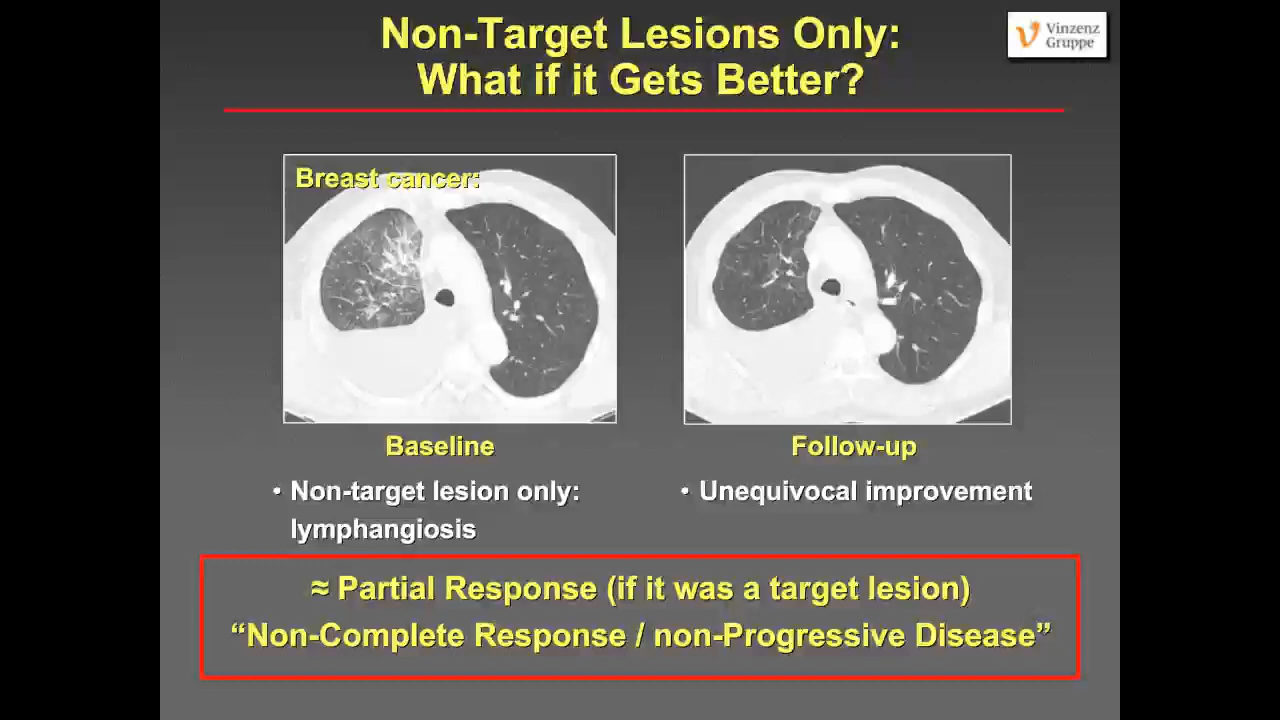 Non-Target Lesions Only:
What if it Gets Better?
Vinzenz
Gruppe
Breast cancer:
Baseline
Follow-up
• Non-target lesion only:
lymphangiosis
• Unequivocal improvement
≈ Partial Response (if it was a target lesion)
“Non-Complete Response / non-Progressive Disease”